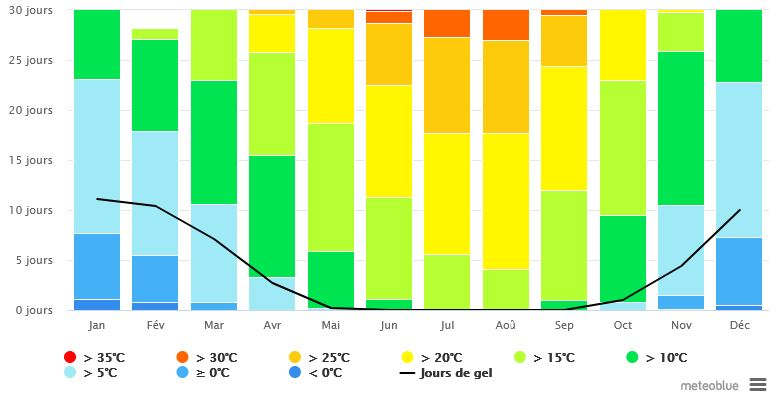 30 jours
25 jours
20 jours
15 jours
10 jours
5 jours
0 jours
Jan Fév Mar Avr Mai Jun Jul Aoû Sep Oct Nov Déc
> 35°C > 30°C > 25°C > 20°C > 15°C > 10°C
> 5°C ≥ 0°C < 0°C Jours de gel
meteoblue